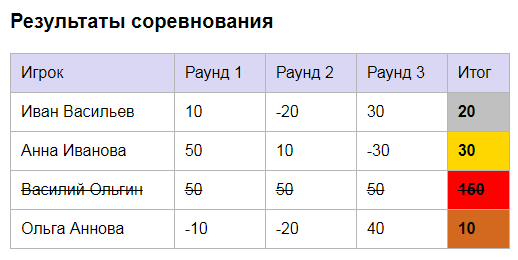 Результаты соревнования
Игрок Раунд 1 Раунд 2 Раунд 3 Итог
Иван Васильев 10 -20 30 20
Анна Иванова 50 10 -30 30
Василий Ольгин 50 50 50 150
Ольга Аннова -10 -20 40 10